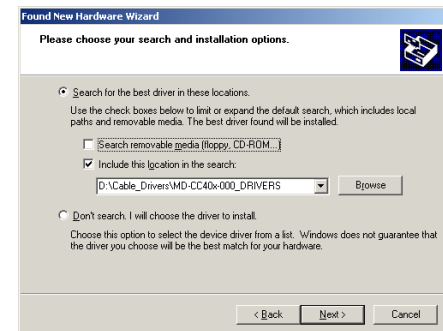 Found New Hardware Wizard
Please choose your search and installation options.
Search for the best driver in these locations.
Use the check boxes below to limit or expand the default search, which includes local
paths and removable media. The best driver found will be installed.
Search removable media (floppy, CD-ROM...)
Include this location in the search:
D:\Cable_Drivers\MD-CC40x-000_DRIVERS
Browse
Don't search. I will choose the driver to install.
Choose this option to select the device driver from a list. Windows does not guarantee that
the driver you choose will be the best match for your hardware.
< Back Next > Cancel